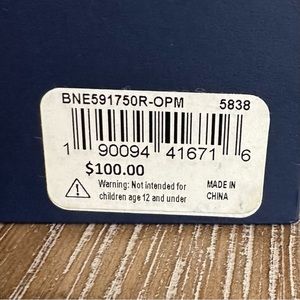 BNE591750R-OPM 5838
1 90094 41671 6
$100.00
Warning: Not intended for
children age 12 and under
MADE IN
CHINA